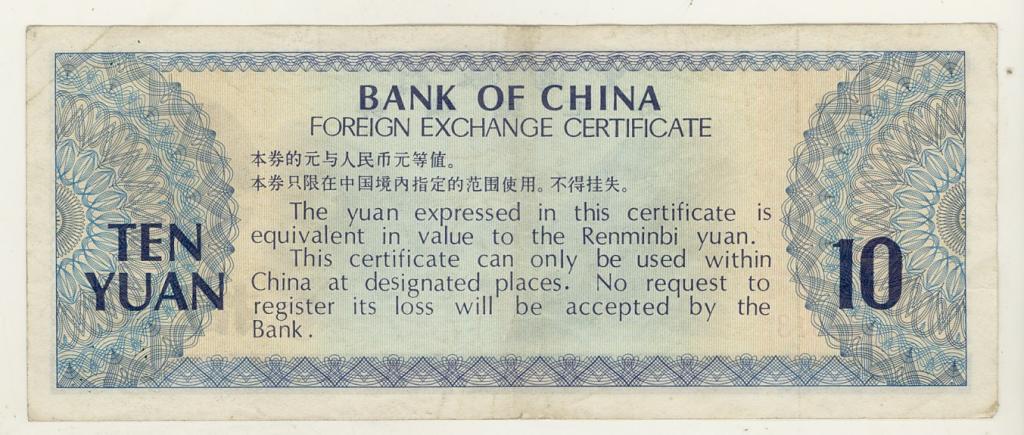 BANK OF CHINA
FOREIGN EXCHANGE CERTIFICATE
本券的元与人民币元等值。
本券只限在中国境内指定的范围使用。不得挂失。
The yuan expressed in this certificate is
equivalent in value to the Renminbi yuan.
This certificate can only be used within
China at designated places. No request to
register its loss will be accepted by the
Bank.
TEN
YUAN
10